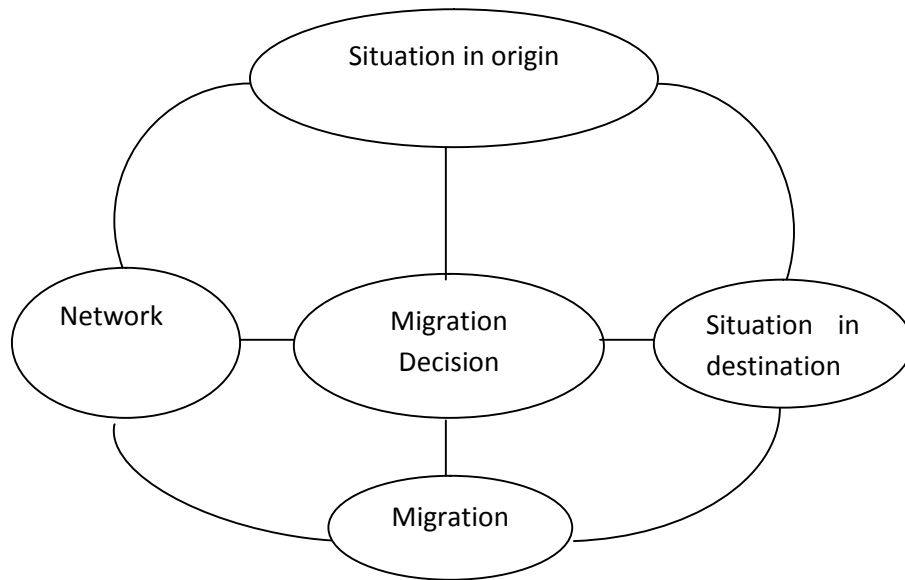 Situation in origin
Network
Migration
Decision
Situation in
destination
Migration